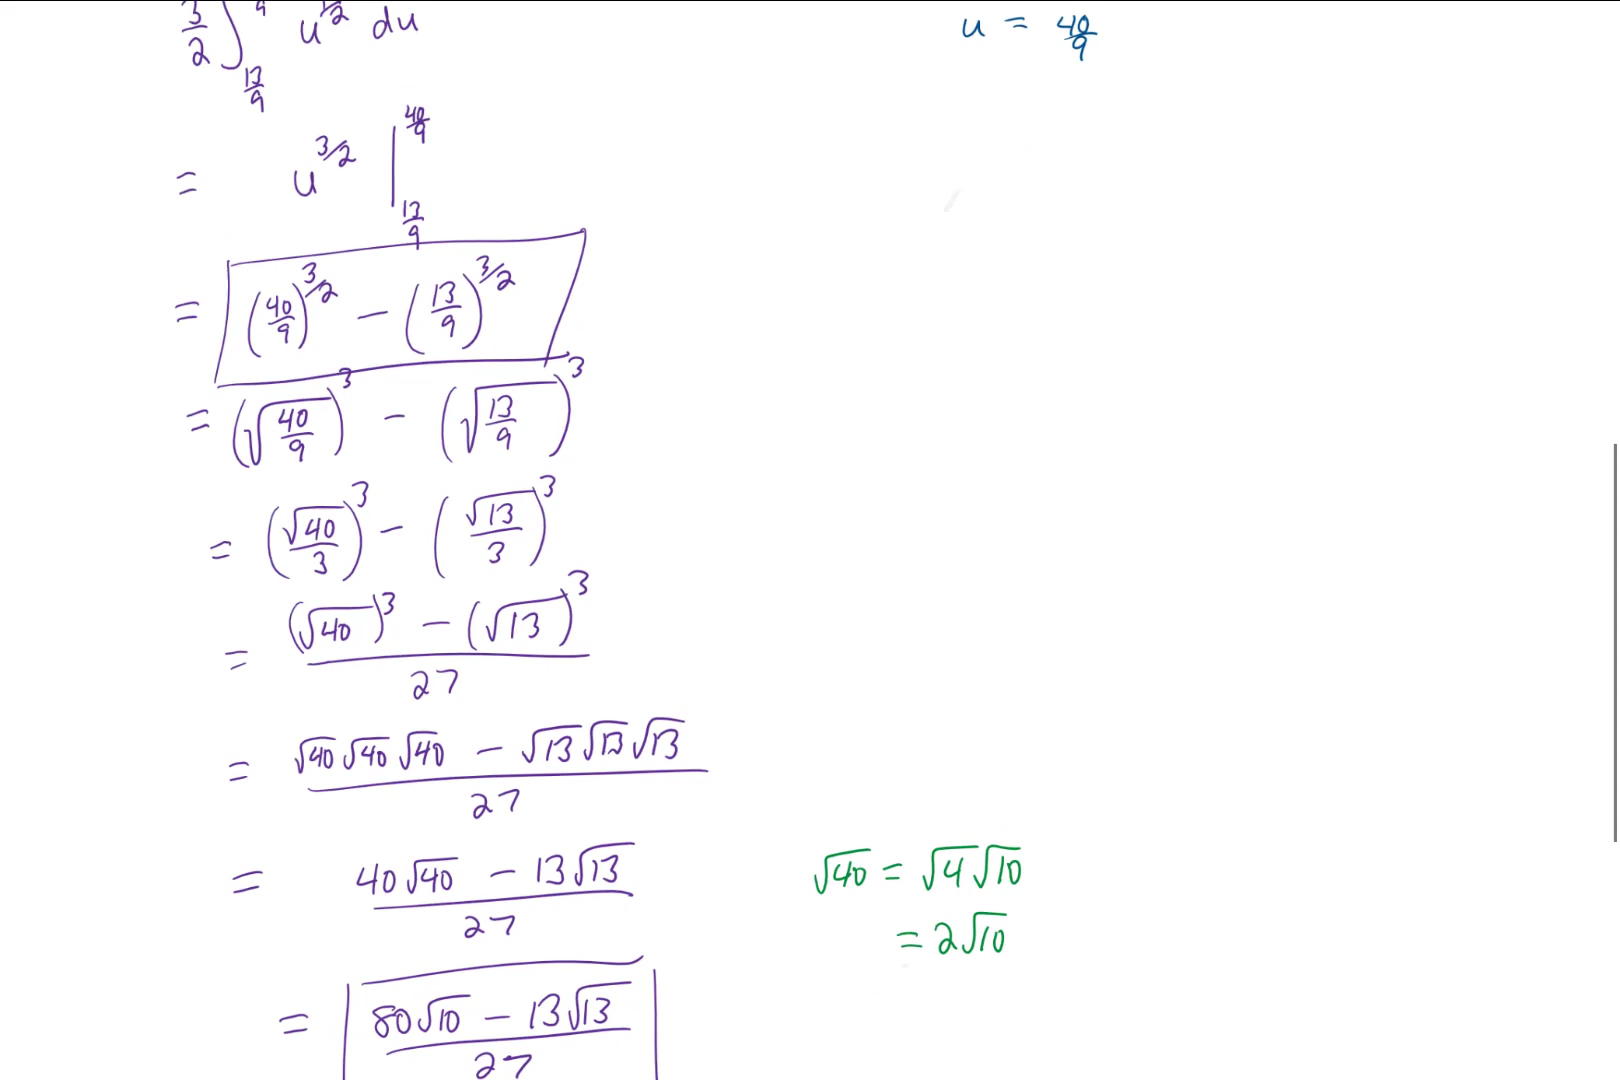 3/2 ∫_{13/9}^{9} u^{1/2} du
u = 40/9
= u^{3/2} |_{13/9}^{40/9}
= (40/9)^{3/2} − (13/9)^{3/2}
= (√(40/9))^3 − (√(13/9))^3
= (√40/3)^3 − (√13/3)^3
= ((√40)^3 − (√13)^3)/27
= (√40 √40 √40 − √13 √13 √13)/27
= (40√40 − 13√13)/27
√40 = √4 √10
= 2√10
= (80√10 − 13√13)/27